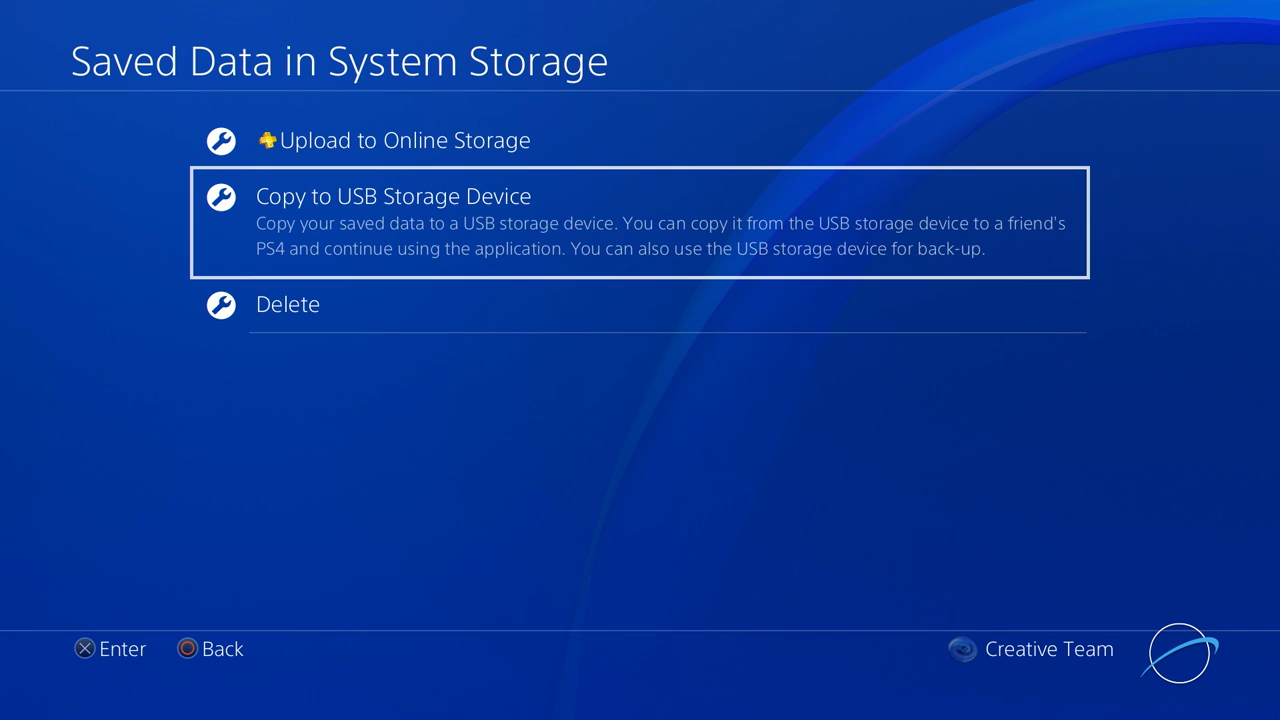 Saved Data in System Storage
Upload to Online Storage
Copy to USB Storage Device
Copy your saved data to a USB storage device. You can copy it from the USB storage device to a friend's
PS4 and continue using the application. You can also use the USB storage device for back-up.
Delete
Enter Back Creative Team